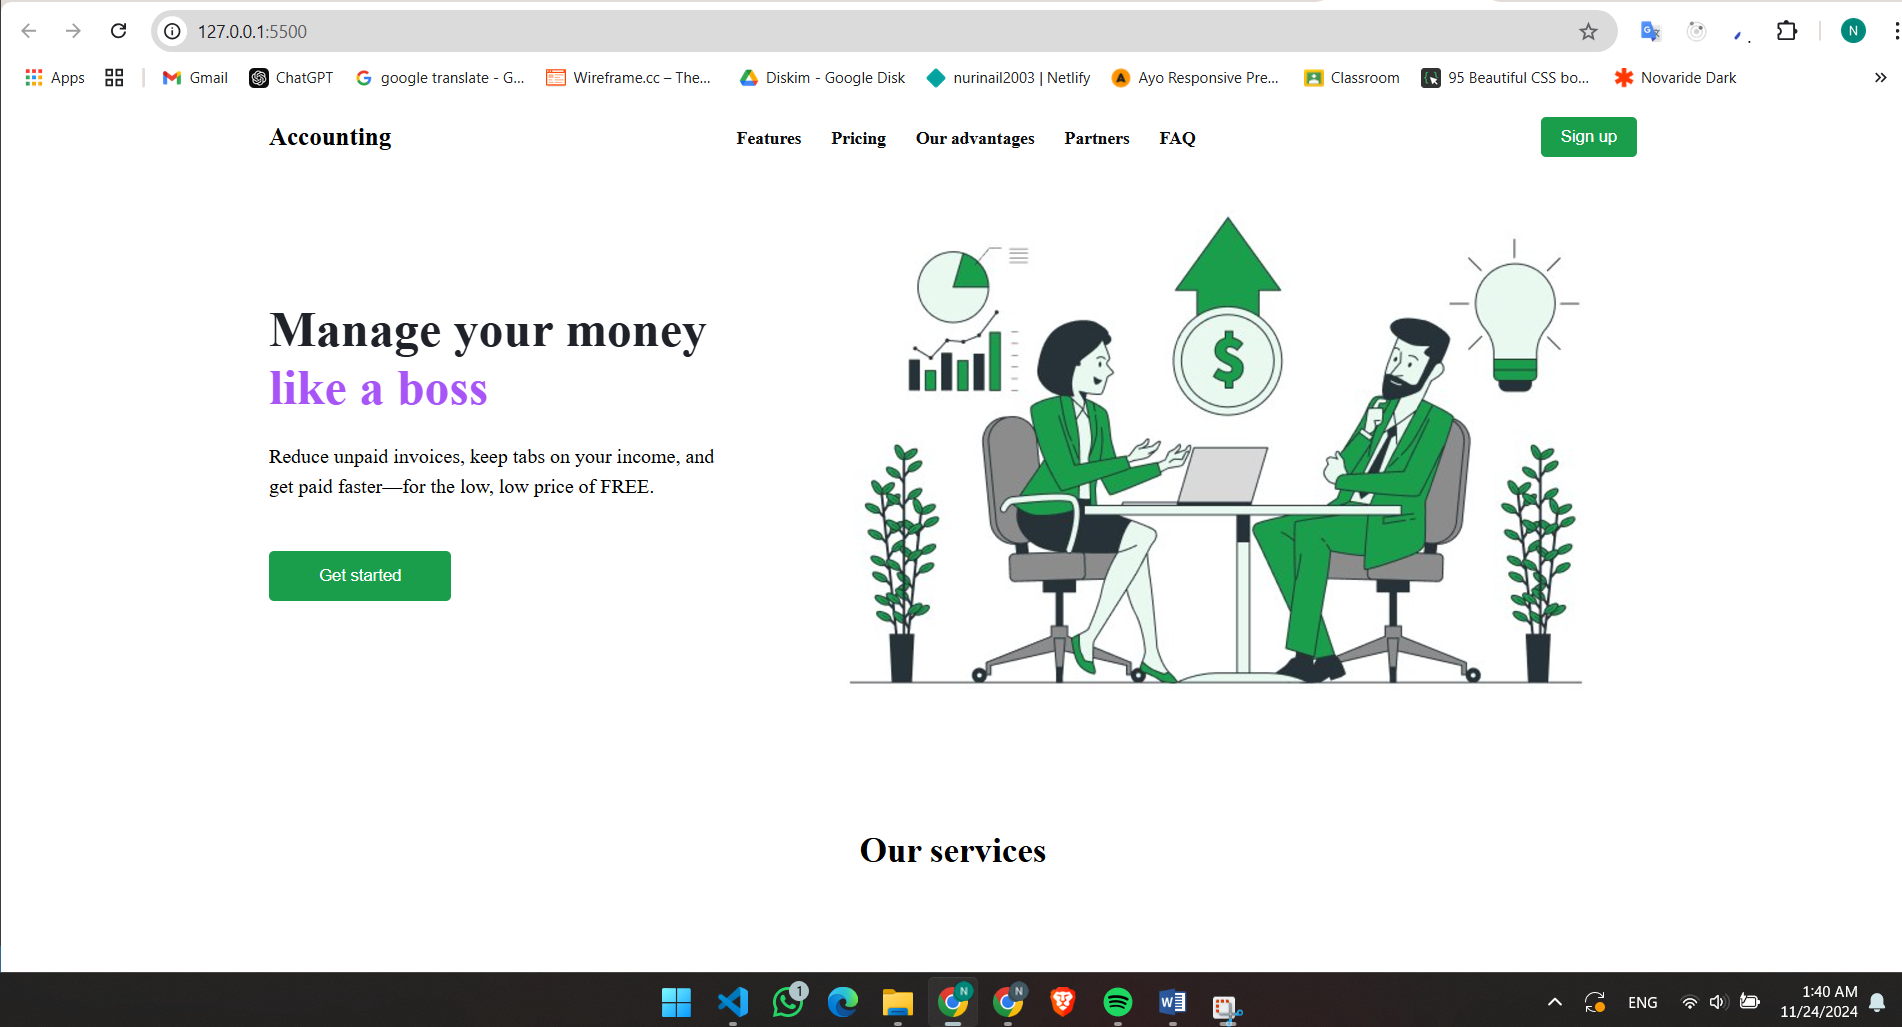 127.0.0.1:5500
N
Apps
Gmail
ChatGPT
google translate - G...
Wireframe.cc – The...
Diskim - Google Disk
nurinail2003 | Netlify
Ayo Responsive Pre...
Classroom
95 Beautiful CSS bo...
Novaride Dark
»
Accounting
Features
Pricing
Our advantages
Partners
FAQ
Sign up
$
Manage your money
like a boss
Reduce unpaid invoices, keep tabs on your income, and
get paid faster—for the low, low price of FREE.
Get started
Our services
1
N
N
ENG
1:40 AM
11/24/2024